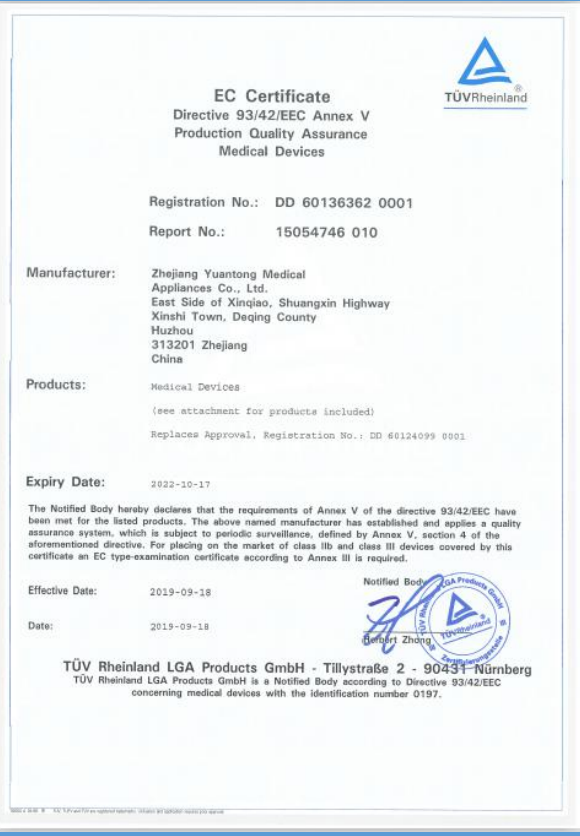 TÜVRheinland
®
EC Certificate
Directive 93/42/EEC Annex V
Production Quality Assurance
Medical Devices
Registration No.: DD 60136362 0001
Report No.: 15054746 010
Manufacturer: Zhejiang Yuantong Medical
Appliances Co., Ltd.
East Side of Xinqiao, Shuangxin Highway
Xinshi Town, Deqing County
Huzhou
313201 Zhejiang
China
Products: Medical Devices
(see attachment for products included)
Replaces Approval, Registration No.: DD 60124099 0001
Expiry Date: 2022-10-17
The Notified Body hereby declares that the requirements of Annex V of the directive 93/42/EEC have
been met for the listed products. The above named manufacturer has established and applies a quality
assurance system, which is subject to periodic surveillance, defined by Annex V, section 4 of the
aforementioned directive. For placing on the market of class IIb and class III devices covered by this
certificate an EC type-examination certificate according to Annex III is required.
Notified Body
Effective Date: 2019-09-18
Date: 2019-09-18
Herbert Zhong
TÜV Rheinland LGA Products GmbH
TÜVRheinland
Zertifizierungsstelle
TÜV Rheinland LGA Products GmbH - Tillystraße 2 - 90431 Nürnberg
TÜV Rheinland LGA Products GmbH is a Notified Body according to Directive 93/42/EEC
concerning medical devices with the identification number 0197.